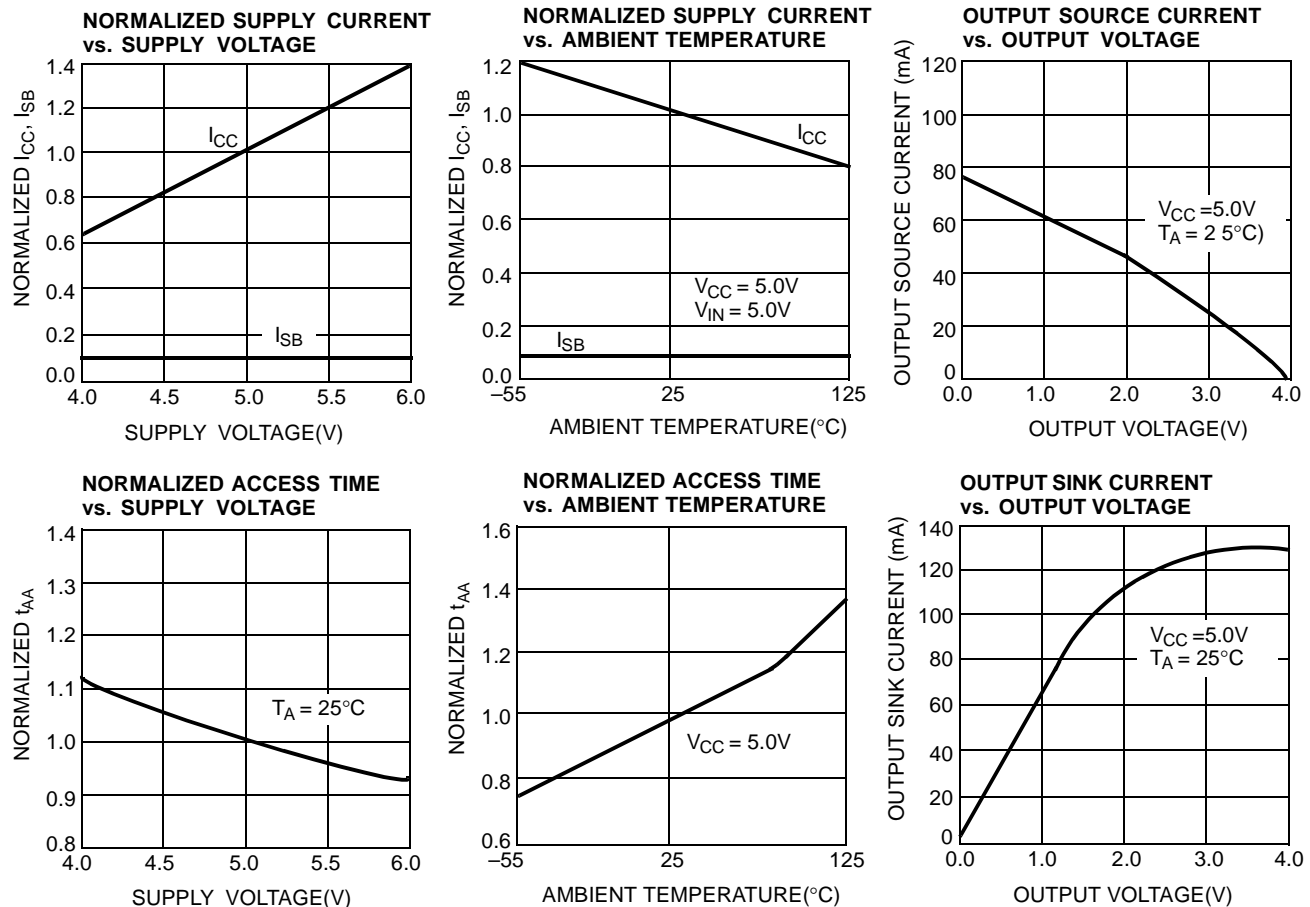 NORMALIZED SUPPLY CURRENT
vs. SUPPLY VOLTAGE
1.4
1.2
1.0
0.8
0.6
0.4
0.2
0.0
NORMALIZED ICC, ISB
ICC
ISB
4.0 4.5 5.0 5.5 6.0
SUPPLY VOLTAGE(V)
NORMALIZED SUPPLY CURRENT
vs. AMBIENT TEMPERATURE
1.2
1.0
0.8
0.6
0.4
0.2
0.0
NORMALIZED ICC, ISB
ICC
VCC = 5.0V
VIN = 5.0V
ISB
–55 25 125
AMBIENT TEMPERATURE(°C)
OUTPUT SOURCE CURRENT
vs. OUTPUT VOLTAGE
120
100
80
60
40
20
0
OUTPUT SOURCE CURRENT (mA)
VCC =5.0V
TA = 2 5°C)
0.0 1.0 2.0 3.0 4.0
OUTPUT VOLTAGE(V)
NORMALIZED ACCESS TIME
vs. SUPPLY VOLTAGE
1.4
1.3
1.2
1.1
1.0
0.9
0.8
NORMALIZED tAA
TA = 25°C
4.0 4.5 5.0 5.5 6.0
SUPPLY VOLTAGE(V)
NORMALIZED ACCESS TIME
vs. AMBIENT TEMPERATURE
1.6
1.4
1.2
1.0
0.8
0.6
NORMALIZED tAA
VCC = 5.0V
–55 25 125
AMBIENT TEMPERATURE(°C)
OUTPUT SINK CURRENT
vs. OUTPUT VOLTAGE
140
120
100
80
60
40
20
0
OUTPUT SINK CURRENT (mA)
VCC =5.0V
TA = 25°C
0.0 1.0 2.0 3.0 4.0
OUTPUT VOLTAGE(V)